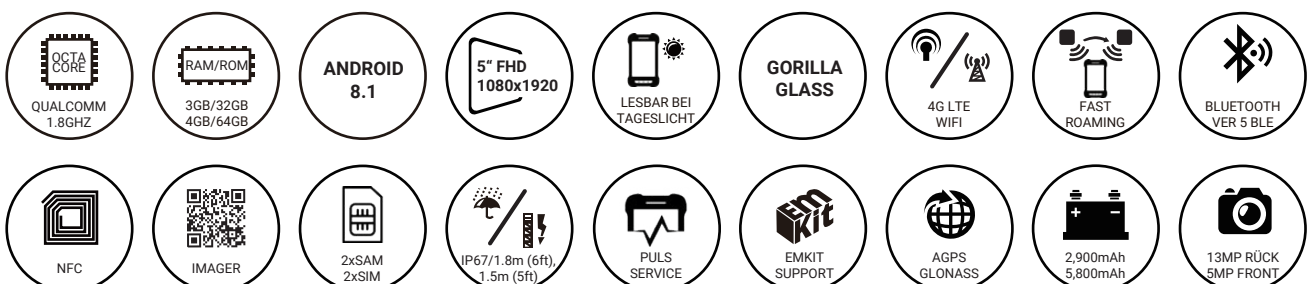 OCTA
CORE
QUALCOMM
1.8GHZ
RAM/ROM
3GB/32GB
4GB/64GB
ANDROID
8.1
5“ FHD
1080x1920
LESBAR BEI
TAGESLICHT
GORILLA
GLASS
4G LTE
WIFI
FAST
ROAMING
BLUETOOTH
VER 5 BLE
NFC
IMAGER
2xSAM
2xSIM
IP67/1.8m (6ft),
1.5m (5ft)
PULS
SERVICE
Em
Kit
EMKIT
SUPPORT
AGPS
GLONASS
2,900mAh
5,800mAh
13MP RÜCK
5MP FRONT